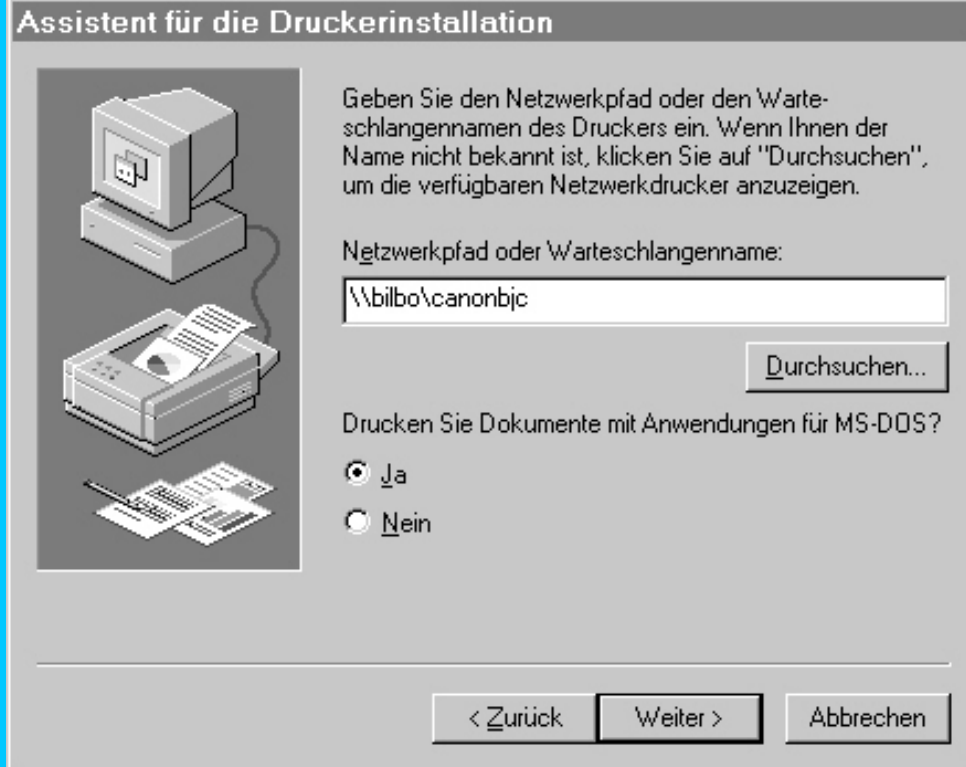 Assistent für die Druckerinstallation
Geben Sie den Netzwerkpfad oder den Warte-
schlangennamen des Druckers ein. Wenn Ihnen der
Name nicht bekannt ist, klicken Sie auf "Durchsuchen",
um die verfügbaren Netzwerkdrucker anzuzeigen.
Netzwerkpfad oder Warteschlangenname:
\\bilbo\canonbjc
Durchsuchen...
Drucken Sie Dokumente mit Anwendungen für MS-DOS?
Ja
Nein
< Zurück Weiter > Abbrechen